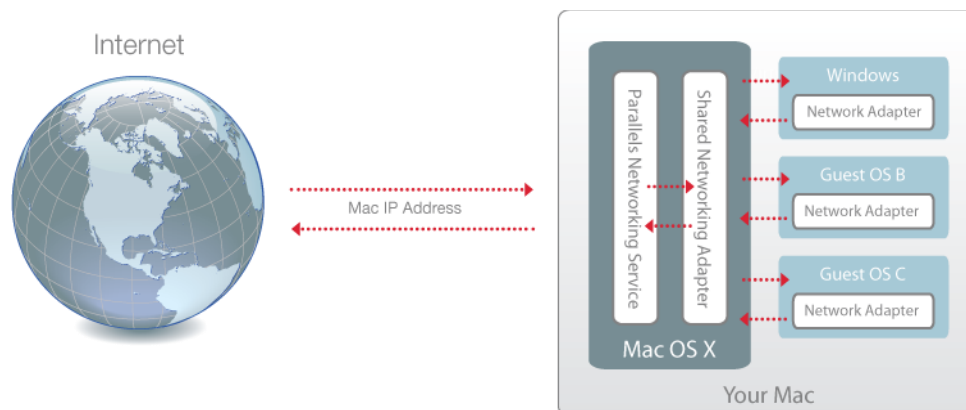 Internet
Mac IP Address
Parallels Networking Service
Shared Networking Adapter
Mac OS X
Windows
Network Adapter
Guest OS B
Network Adapter
Guest OS C
Network Adapter
Your Mac